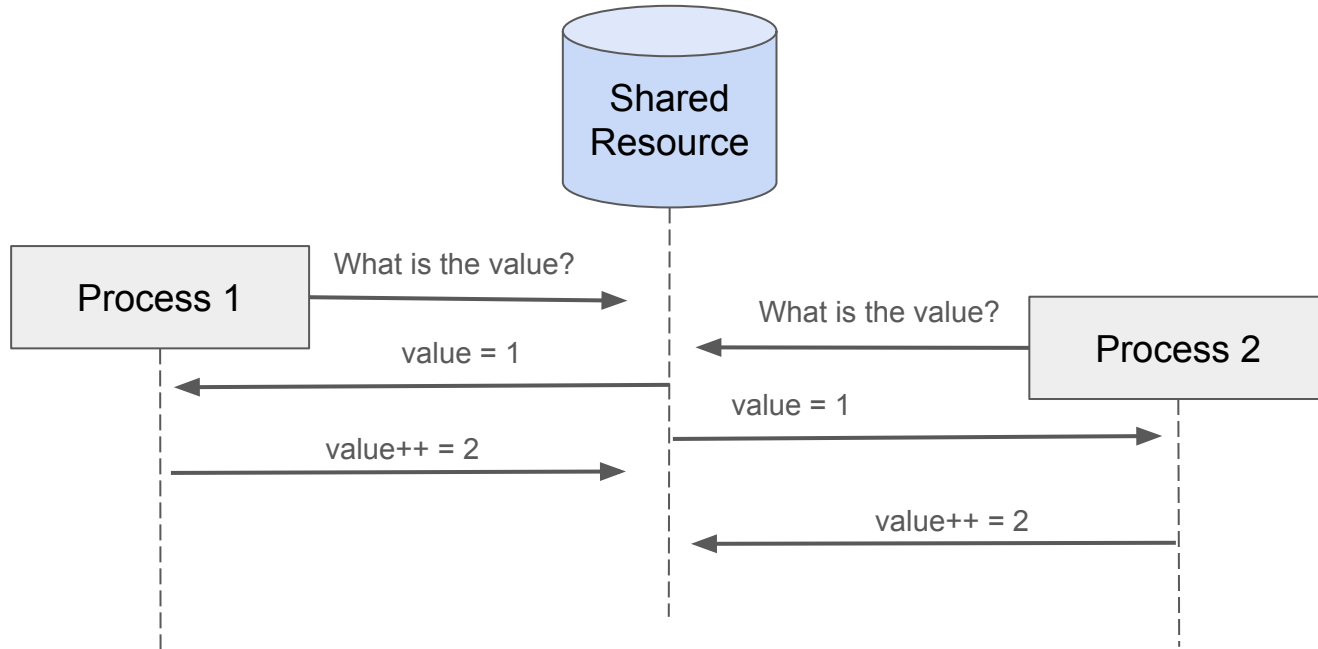 Shared
Resource
What is the value?
Process 1
What is the value?
Process 2
value = 1
value = 1
value++ = 2
value++ = 2